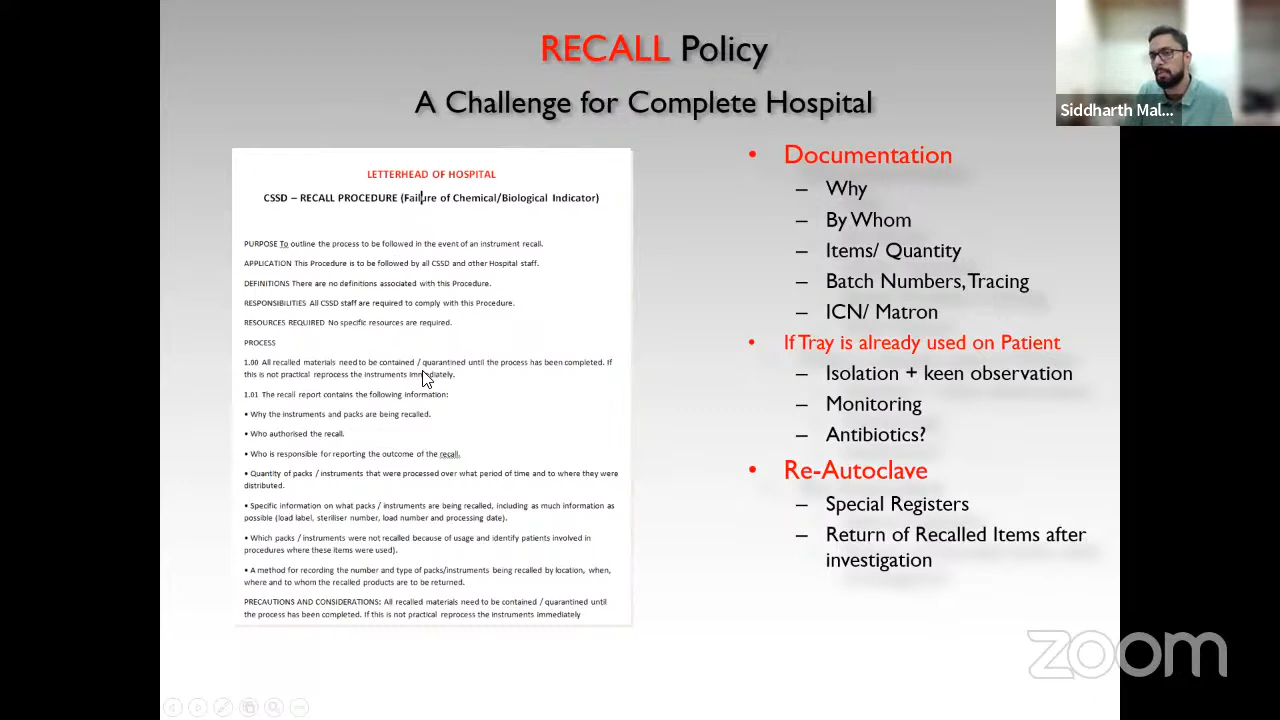 RECALL Policy
A Challenge for Complete Hospital
Siddharth Mal...
LETTERHEAD OF HOSPITAL
CSSD – RECALL PROCEDURE (Failure of Chemical/Biological Indicator)
PURPOSE To outline the process to be followed in the event of an instrument recall.
APPLICATION This Procedure is to be followed by all CSSD and other Hospital staff.
DEFINITIONS There are no definitions associated with this Procedure.
RESPONSIBILITIES All CSSD staff are required to comply with this Procedure.
RESOURCES REQUIRED No specific resources are required.
PROCESS
1.00 All recalled materials need to be contained / quarantined until the process has been completed. If
this is not practical reprocess the instruments immediately.
1.01 The recall report contains the following information:
• Why the instruments and packs are being recalled.
• Who authorised the recall.
• Who is responsible for reporting the outcome of the recall.
• Quantity of packs / instruments that were processed over what period of time and to where they were
distributed.
• Specific information on what packs / instruments are being recalled, including as much information as
possible (load label, steriliser number, load number and processing date).
• Which packs / instruments were not recalled because of usage and identify patients involved in
procedures where these items were used).
• A method for recording the number and type of packs/instruments being recalled by location, when,
where and to whom the recalled products are to be returned.
PRECAUTIONS AND CONSIDERATIONS: All recalled materials need to be contained / quarantined until
the process has been completed. If this is not practical reprocess the instruments immediately
• Documentation
– Why
– By Whom
– Items/ Quantity
– Batch Numbers, Tracing
– ICN/ Matron
• If Tray is already used on Patient
– Isolation + keen observation
– Monitoring
– Antibiotics?
• Re-Autoclave
– Special Registers
– Return of Recalled Items after
investigation
zoom